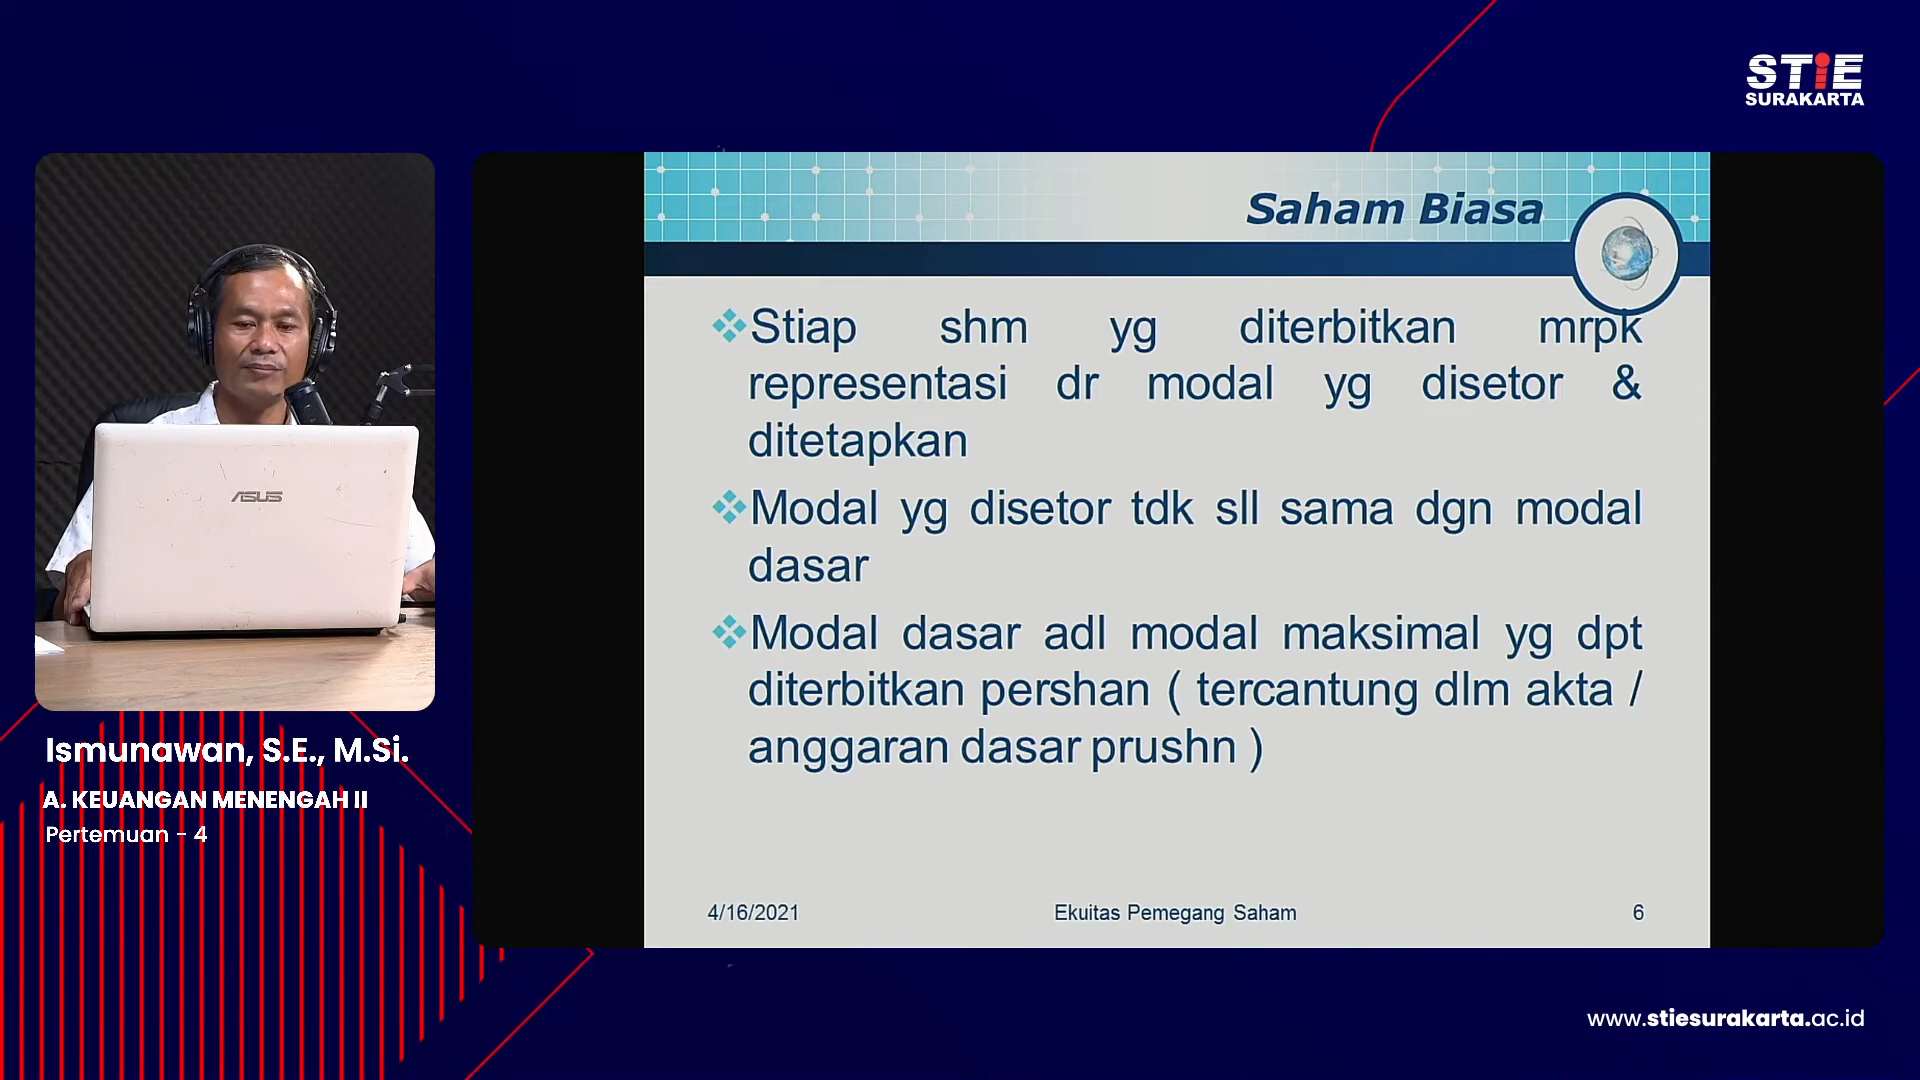 STiE
SURAKARTA
Saham Biasa
Stiap shm yg diterbitkan mrpk
representasi dr modal yg disetor &
ditetapkan
Modal yg disetor tdk sll sama dgn modal
dasar
Modal dasar adl modal maksimal yg dpt
diterbitkan pershan ( tercantung dlm akta /
anggaran dasar prushn )
4/16/2021
Ekuitas Pemegang Saham
6
ASUS
Ismunawan, S.E., M.Si.
A. KEUANGAN MENENGAH II
Pertemuan - 4
www.stiesurakarta.ac.id